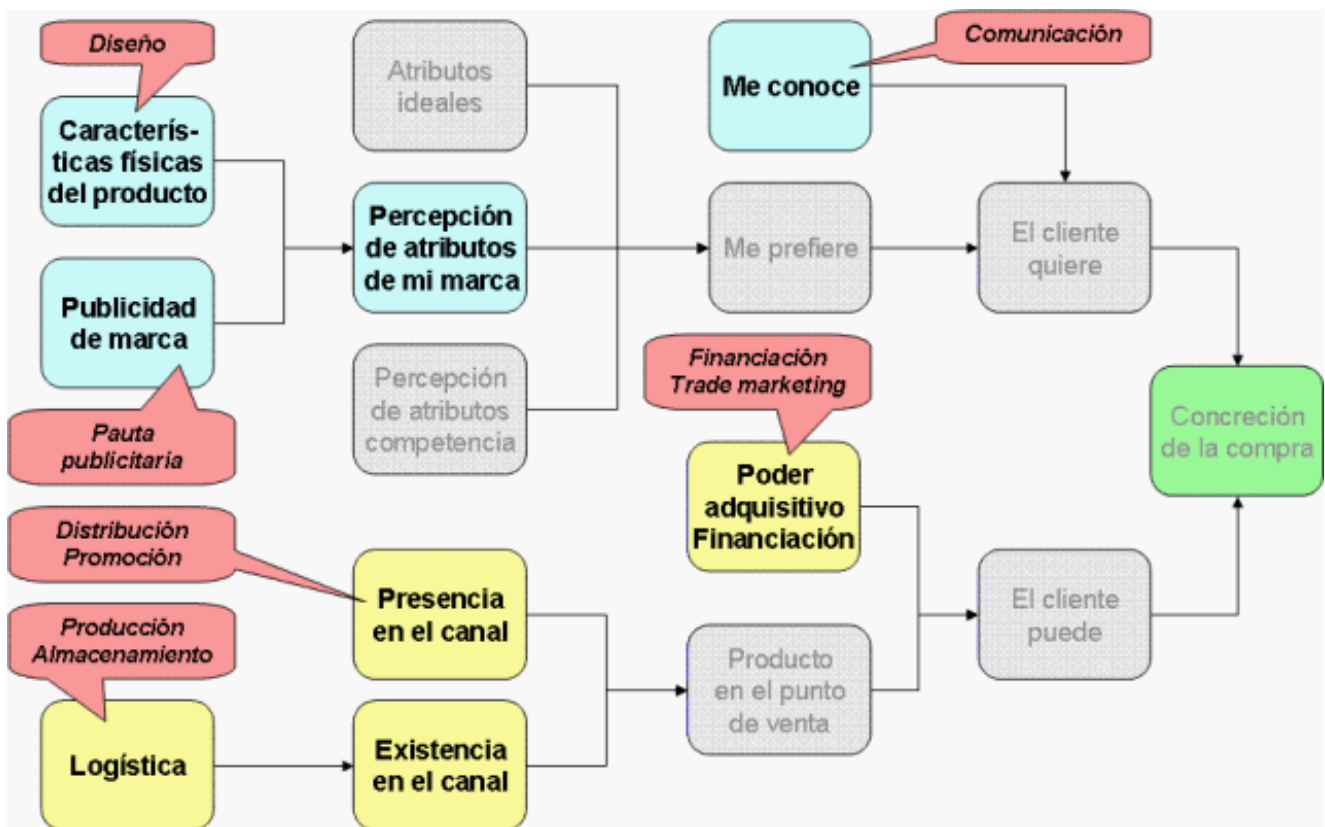 Diseño
Comunicación
Atributos
ideales
Me conoce
Caracterís-
ticas físicas
del producto
Percepción
de atributos
de mi marca
Me prefiere
El cliente
quiere
Publicidad
de marca
Percepción
de atributos
competencia
Financiación
Trade marketing
Concreción
de la compra
Pauta
publicitaria
Poder
adquisitivo
Financiación
Distribución
Promoción
Presencia
en el canal
El cliente
puede
Producción
Almacenamiento
Producto
en el punto
de venta
Logística
Existencia
en el canal